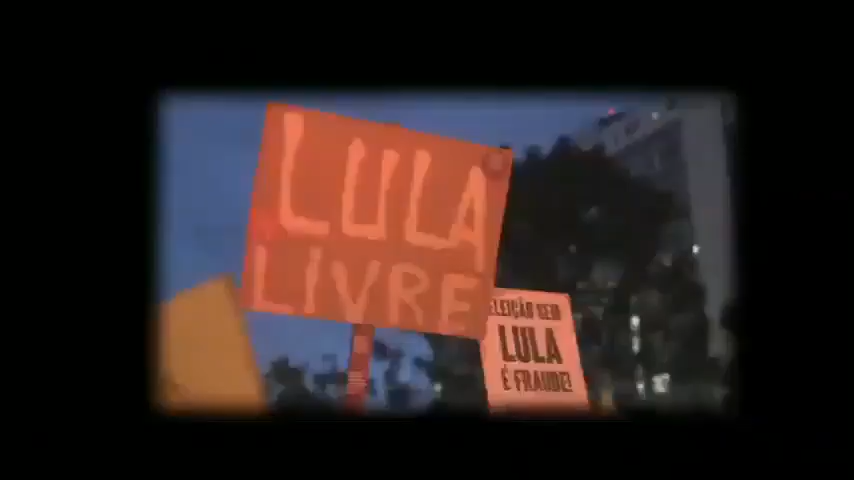 LULA
LIVRE
ELEIÇÃO SEM
LULA
É FRAUDE!